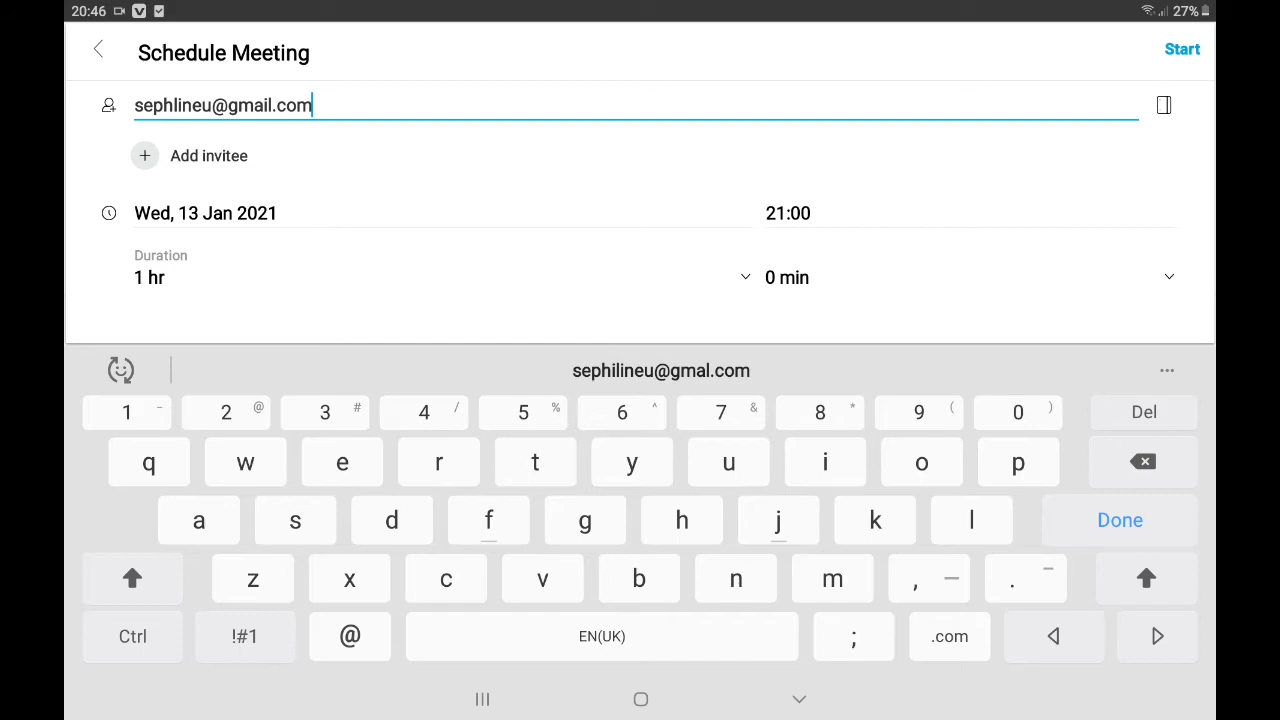 20:46 27%
Schedule Meeting Start
sephlineu@gmail.com
+ Add invitee
Wed, 13 Jan 2021 21:00
Duration
1 hr 0 min
sephilineu@gmal.com ...
1 - 2 @ 3 # 4 / 5 % 6 ^ 7 & 8 * 9 ( 0 ) Del
q w e r t y u i o p
a s d f g h j k l Done
z x c v b n m , — . –
Ctrl !#1 @ EN(UK) ; .com